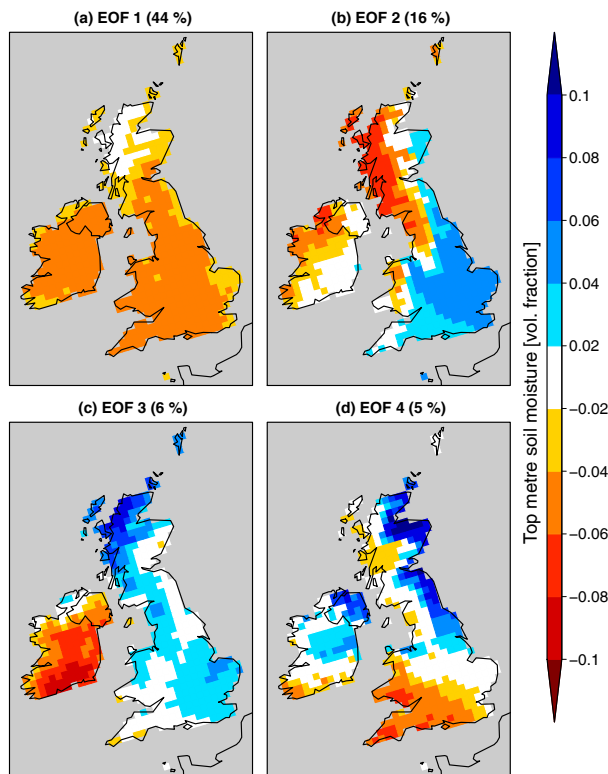 (a) EOF 1 (44 %)
(b) EOF 2 (16 %)
(c) EOF 3 (6 %)
(d) EOF 4 (5 %)
0.1
0.08
0.06
0.04
0.02
−0.02
−0.04
−0.06
−0.08
−0.1
Top metre soil moisture [vol. fraction]